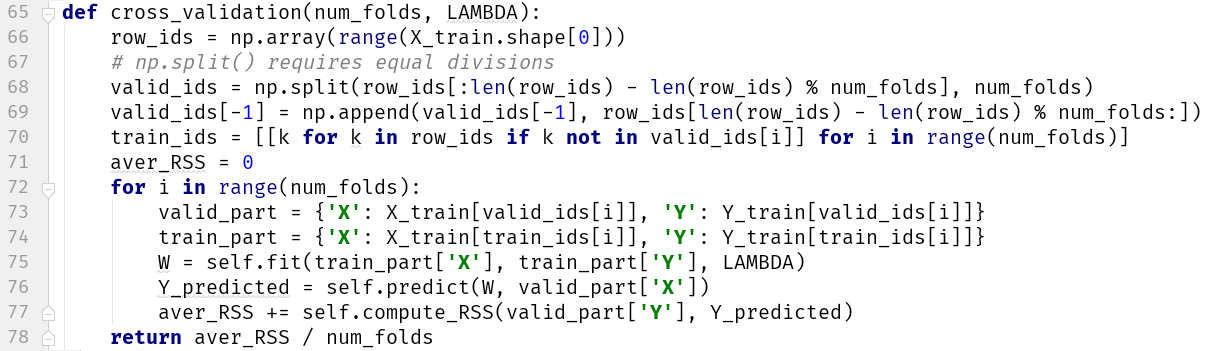 65 def cross_validation(num_folds, LAMBDA):
66     row_ids = np.array(range(X_train.shape[0]))
67     # np.split() requires equal divisions
68     valid_ids = np.split(row_ids[:len(row_ids) - len(row_ids) % num_folds], num_folds)
69     valid_ids[-1] = np.append(valid_ids[-1], row_ids[len(row_ids) - len(row_ids) % num_folds:])
70     train_ids = [[k for k in row_ids if k not in valid_ids[i]] for i in range(num_folds)]
71     aver_RSS = 0
72     for i in range(num_folds):
73         valid_part = {'X': X_train[valid_ids[i]], 'Y': Y_train[valid_ids[i]]}
74         train_part = {'X': X_train[train_ids[i]], 'Y': Y_train[train_ids[i]]}
75         W = self.fit(train_part['X'], train_part['Y'], LAMBDA)
76         Y_predicted = self.predict(W, valid_part['X'])
77         aver_RSS += self.compute_RSS(valid_part['Y'], Y_predicted)
78     return aver_RSS / num_folds